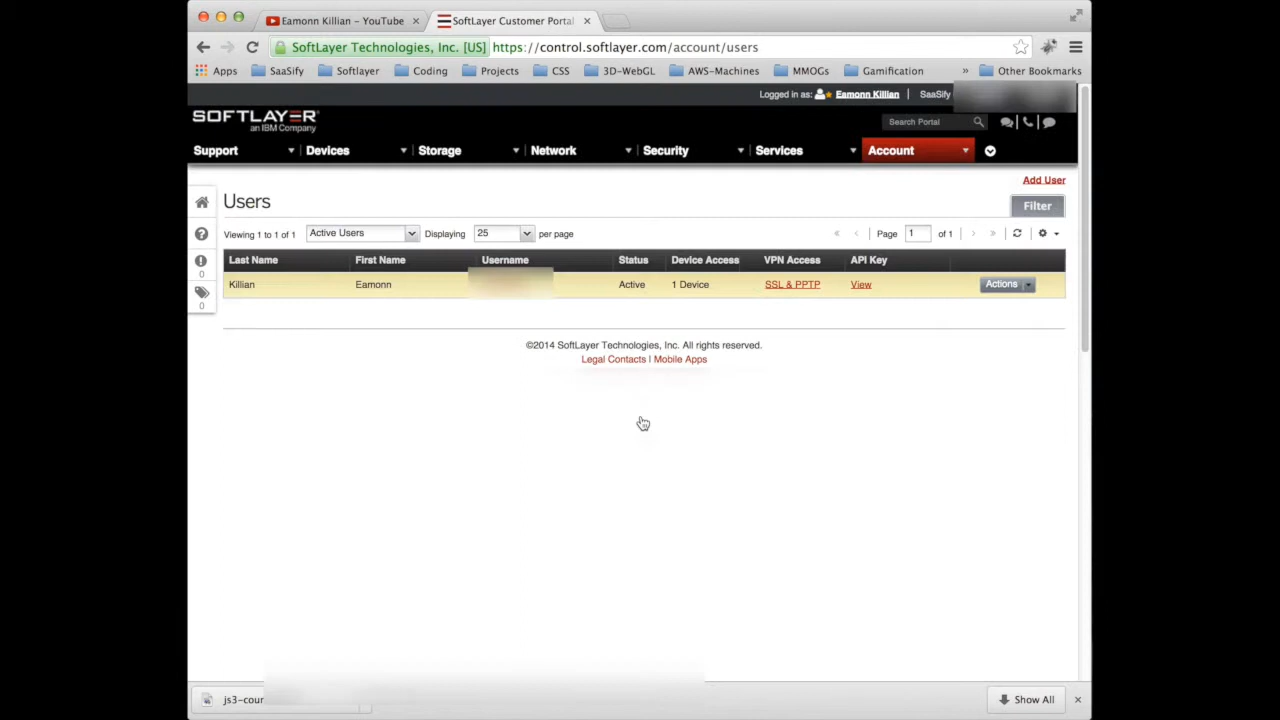 Eamonn Killian - YouTube × SoftLayer Customer Portal ×
SoftLayer Technologies, Inc. [US] https://control.softlayer.com/account/users
Apps SaaSify Softlayer Coding Projects CSS 3D-WebGL AWS-Machines MMOGs Gamification » Other Bookmarks
Logged in as: Eamonn Killian | SaaSify
SOFTLAYER
an IBM Company
Search Portal
Support Devices Storage Network Security Services Account
Add User
Users
Filter
Viewing 1 to 1 of 1 Active Users Displaying 25 per page « ‹ Page 1 of 1 › »
Last Name First Name Username Status Device Access VPN Access API Key
Killian Eamonn Active 1 Device SSL & PPTP View Actions
0
0
©2014 SoftLayer Technologies, Inc. All rights reserved.
Legal Contacts | Mobile Apps
js3-cour Show All ×